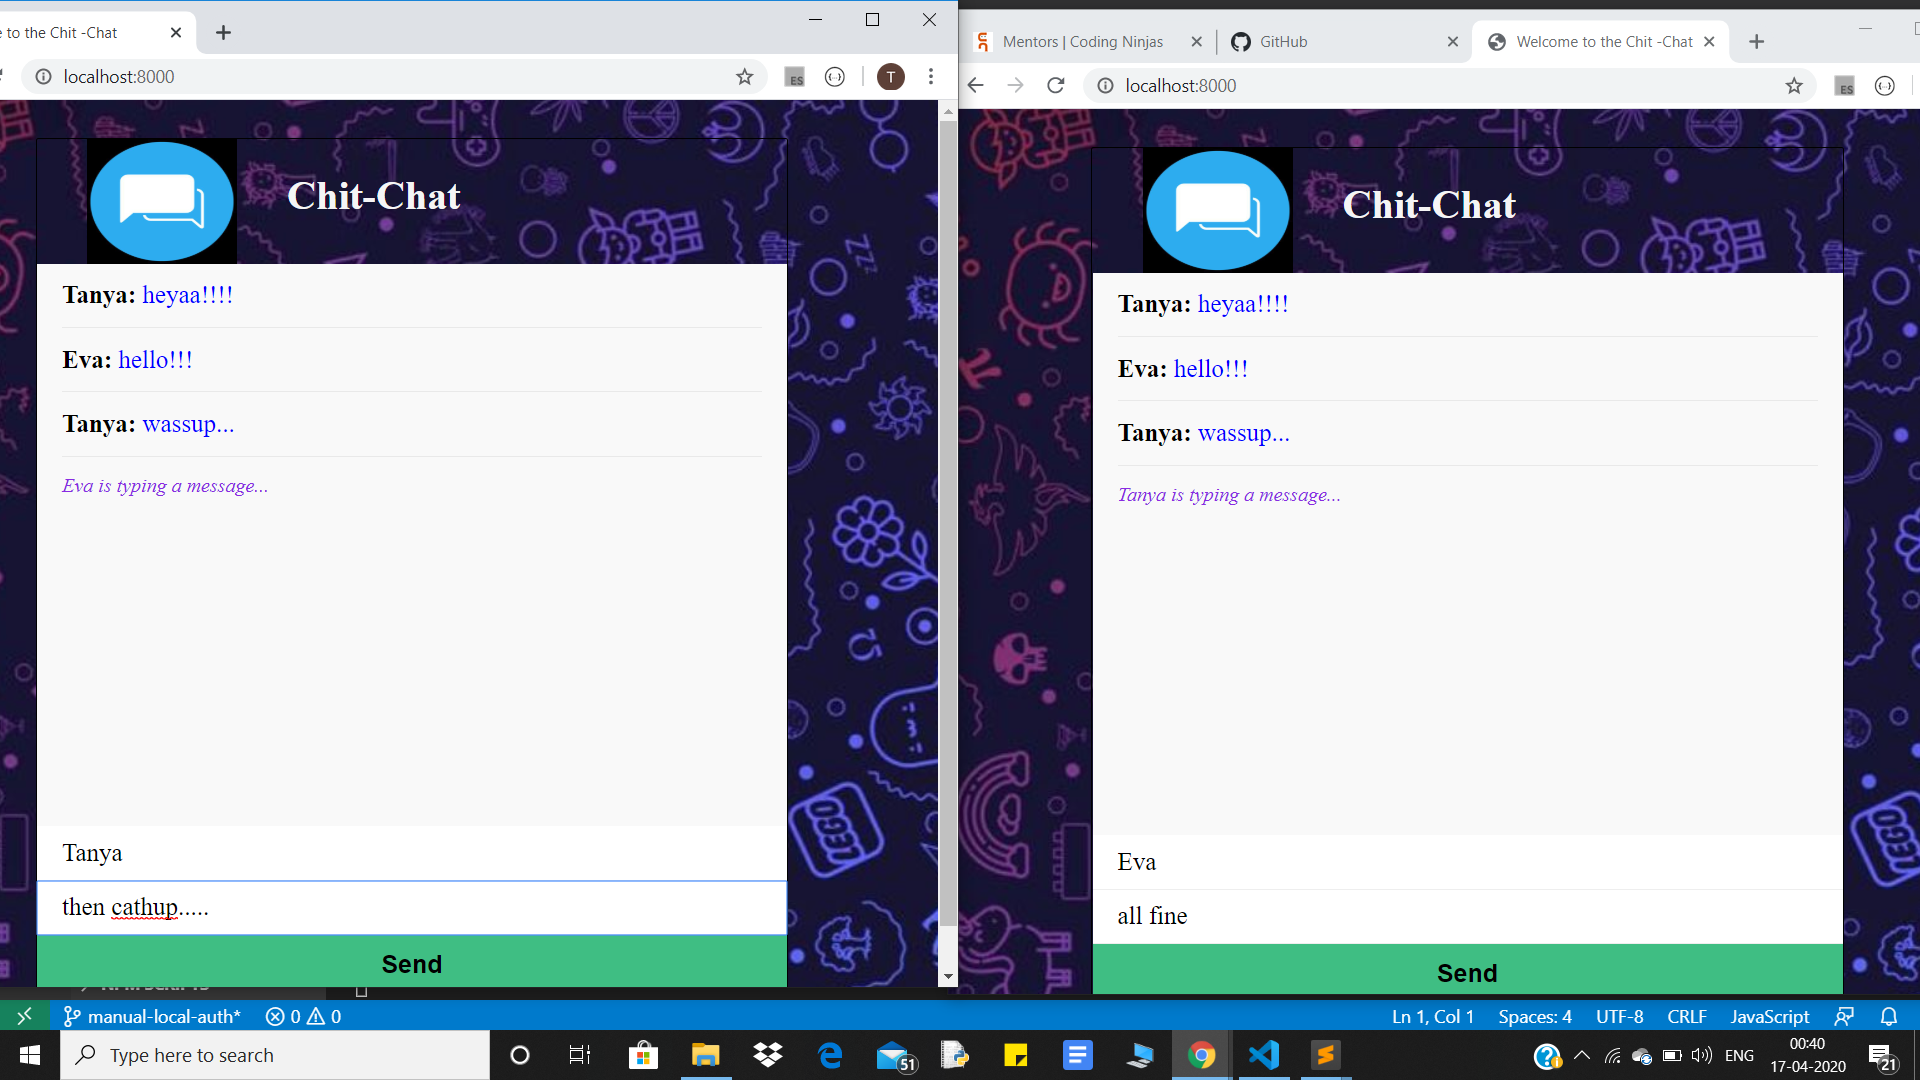 e to the Chit -Chat
localhost:8000
ES
T
Chit-Chat
Tanya: heyaa!!!!
Eva: hello!!!
Tanya: wassup...
Eva is typing a message...
Tanya
then cathup.....
Send
Mentors | Coding Ninjas
GitHub
Welcome to the Chit -Chat
localhost:8000
ES
Chit-Chat
Tanya: heyaa!!!!
Eva: hello!!!
Tanya: wassup...
Tanya is typing a message...
Eva
all fine
Send
LEGO
manual-local-auth* 0 0
Ln 1, Col 1 Spaces: 4 UTF-8 CRLF JavaScript
Type here to search
51
ENG
00:40
17-04-2020
21